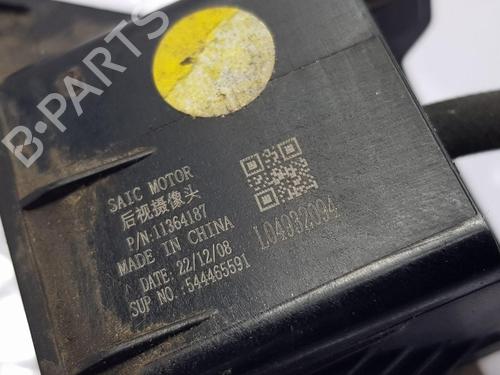 B-PARTS
SAIC MOTOR
后视摄像头
P/N:11364187
MADE IN CHINA
DATE: 22/12/08
SUP NO.:544465591
L04932094